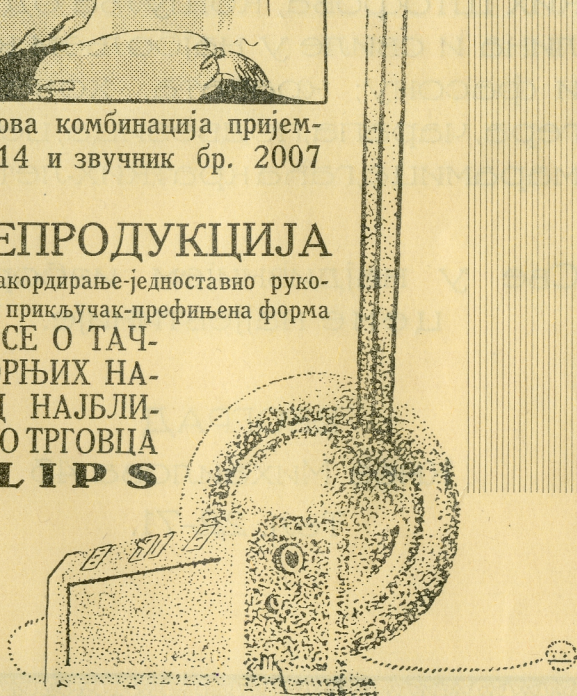 ова комбинација пријем-
14 и звучник бр. 2007
ЕПРОДУКЦИЈА
акордирање-једноставно руко-
прикључак-префињена форма
СЕ О ТАЧ-
ОРЊИХ НА-
Д НАЈБЛИ-
О ТРГОВЦА
LIPS